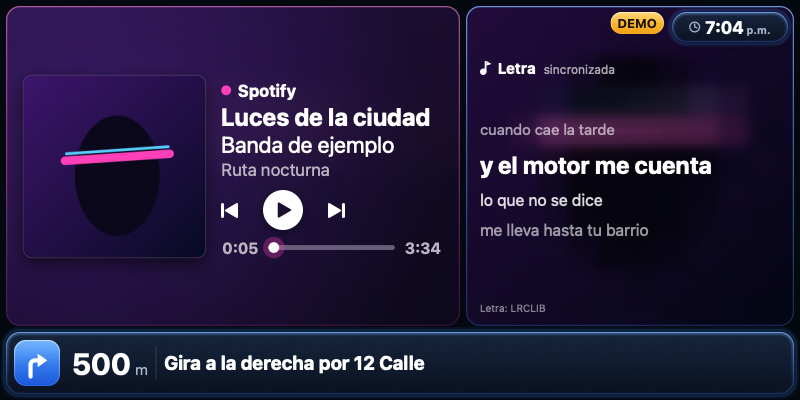 Spotify
Luces de la ciudad
Banda de ejemplo
Ruta nocturna
0:05
3:34
DEMO
7:04 p.m.
Letra sincronizada
cuando cae la tarde
y el motor me cuenta
lo que no se dice
me lleva hasta tu barrio
Letra: LRCLIB
500 m
Gira a la derecha por 12 Calle